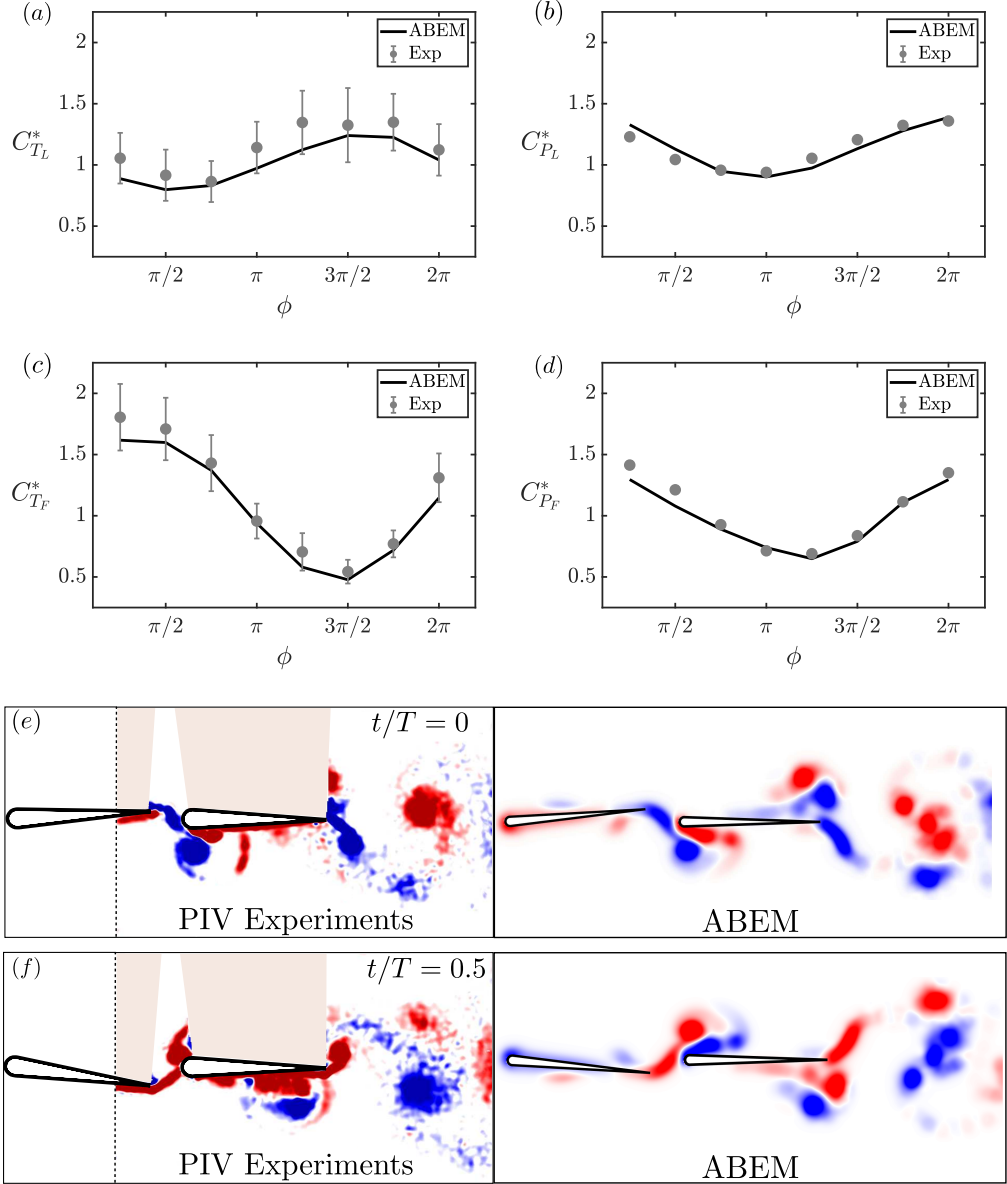 (a)
2
1.5
1
0.5
C*_{T_L}
ABEM
Exp
π/2 π 3π/2 2π
ϕ
(b)
2
1.5
1
0.5
C*_{P_L}
ABEM
Exp
π/2 π 3π/2 2π
ϕ
(c)
2
1.5
1
0.5
C*_{T_F}
ABEM
Exp
π/2 π 3π/2 2π
ϕ
(d)
2
1.5
1
0.5
C*_{P_F}
ABEM
Exp
π/2 π 3π/2 2π
ϕ
(e)
t/T = 0
PIV Experiments
ABEM
(f)
t/T = 0.5
PIV Experiments
ABEM